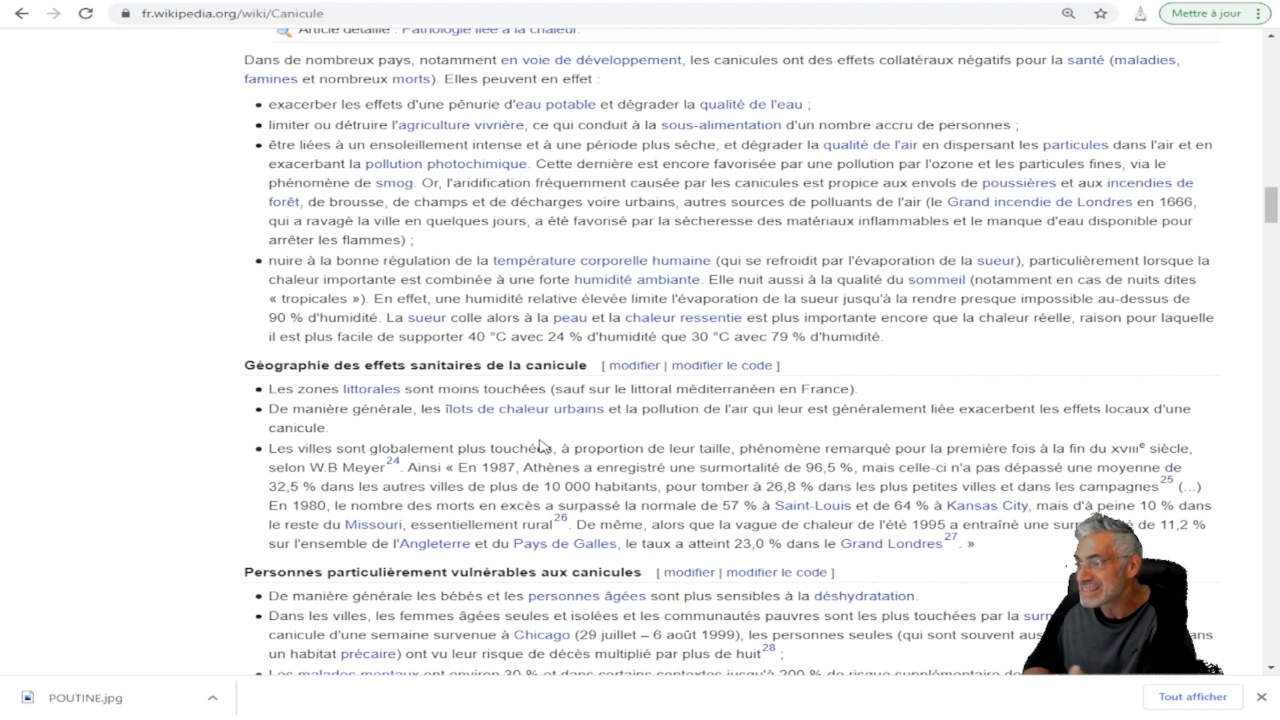 fr.wikipedia.org/wiki/Canicule
Mettre à jour
Article détaillé : Pathologie liée à la chaleur.
Dans de nombreux pays, notamment en voie de développement, les canicules ont des effets collatéraux négatifs pour la santé (maladies,
famines et nombreux morts). Elles peuvent en effet :
exacerber les effets d'une pénurie d'eau potable et dégrader la qualité de l'eau ;
limiter ou détruire l'agriculture vivrière, ce qui conduit à la sous-alimentation d'un nombre accru de personnes ;
être liées à un ensoleillement intense et à une période plus sèche, et dégrader la qualité de l'air en dispersant les particules dans l'air et en
exacerbant la pollution photochimique. Cette dernière est encore favorisée par une pollution par l'ozone et les particules fines, via le
phénomène de smog. Or, l'aridification fréquemment causée par les canicules est propice aux envols de poussières et aux incendies de
forêt, de brousse, de champs et de décharges voire urbains, autres sources de polluants de l'air (le Grand incendie de Londres en 1666,
qui a ravagé la ville en quelques jours, a été favorisé par la sécheresse des matériaux inflammables et le manque d'eau disponible pour
arrêter les flammes) ;
nuire à la bonne régulation de la température corporelle humaine (qui se refroidit par l'évaporation de la sueur), particulièrement lorsque la
chaleur importante est combinée à une forte humidité ambiante. Elle nuit aussi à la qualité du sommeil (notamment en cas de nuits dites
« tropicales »). En effet, une humidité relative élevée limite l'évaporation de la sueur jusqu'à la rendre presque impossible au-dessus de
90 % d'humidité. La sueur colle alors à la peau et la chaleur ressentie est plus importante encore que la chaleur réelle, raison pour laquelle
il est plus facile de supporter 40 °C avec 24 % d'humidité que 30 °C avec 79 % d'humidité.
Géographie des effets sanitaires de la canicule [ modifier | modifier le code ]
Les zones littorales sont moins touchées (sauf sur le littoral méditerranéen en France).
De manière générale, les îlots de chaleur urbains et la pollution de l'air qui leur est généralement liée exacerbent les effets locaux d'une
canicule.
Les villes sont globalement plus touchées, à proportion de leur taille, phénomène remarqué pour la première fois à la fin du XVIIIe siècle,
selon W.B Meyer24. Ainsi « En 1987, Athènes a enregistré une surmortalité de 96,5 %, mais celle-ci n'a pas dépassé une moyenne de
32,5 % dans les autres villes de plus de 10 000 habitants, pour tomber à 26,8 % dans les plus petites villes et dans les campagnes25 (...)
En 1980, le nombre des morts en excès a surpassé la normale de 57 % à Saint-Louis et de 64 % à Kansas City, mais d'à peine 10 % dans
le reste du Missouri, essentiellement rural26. De même, alors que la vague de chaleur de l'été 1995 a entraîné une de 11,2 %
sur l'ensemble de l'Angleterre et du Pays de Galles, le taux a atteint 23,0 % dans le Grand Londres27. »
Personnes particulièrement vulnérables aux canicules [ modifier | modifier le code ]
De manière générale les bébés et les personnes âgées sont plus sensibles à la déshydratation.
Dans les villes, les femmes âgées seules et isolées et les communautés pauvres sont les plus touchées par la
canicule d'une semaine survenue à Chicago (29 juillet – 6 août 1999), les personnes seules (qui sont souvent
un habitat précaire) ont vu leur risque de décès multiplié par plus de huit28 ;
Les malades mentaux ont environ 30 % et dans certains contextes jusqu'à 200 % de risque supplémentaire de
POUTINE.jpg
Tout afficher